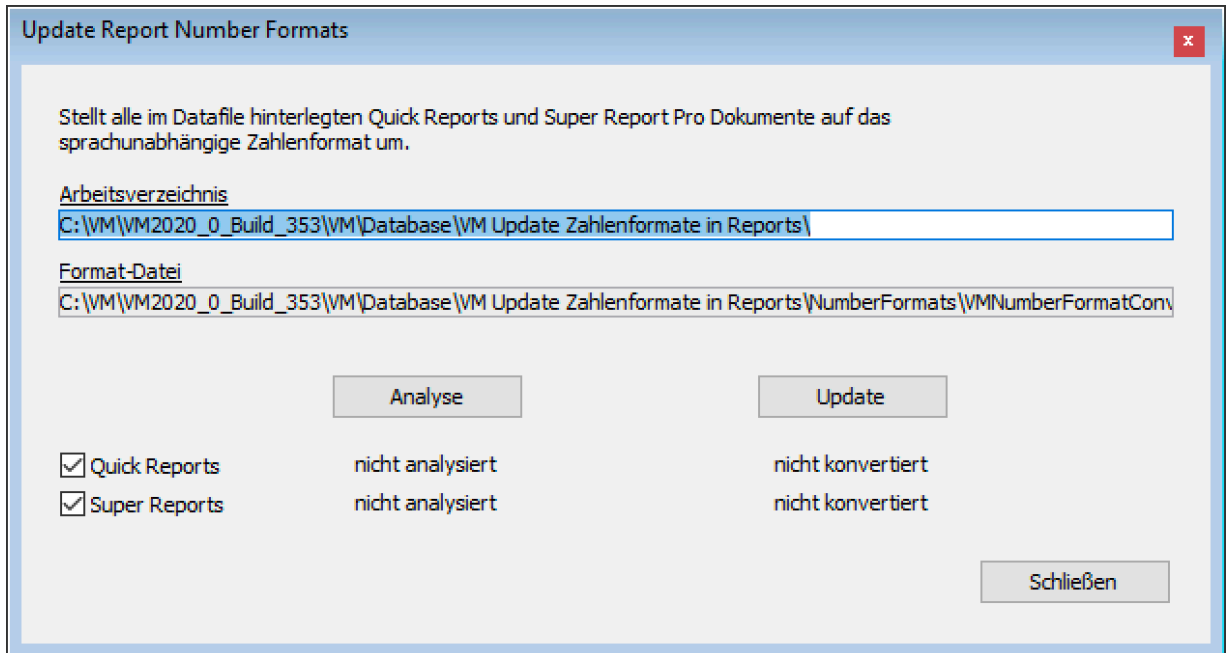 Update Report Number Formats
x
Stellt alle im Datafile hinterlegten Quick Reports und Super Report Pro Dokumente auf das
sprachunabhängige Zahlenformat um.
Arbeitsverzeichnis
C:\VM\VM2020_0_Build_353\VM\Database\VM Update Zahlenformate in Reports\
Format-Datei
C:\VM\VM2020_0_Build_353\VM\Database\VM Update Zahlenformate in Reports\NumberFormats\VMNumberFormatConv
Analyse Update
Quick Reports nicht analysiert nicht konvertiert
Super Reports nicht analysiert nicht konvertiert
Schließen